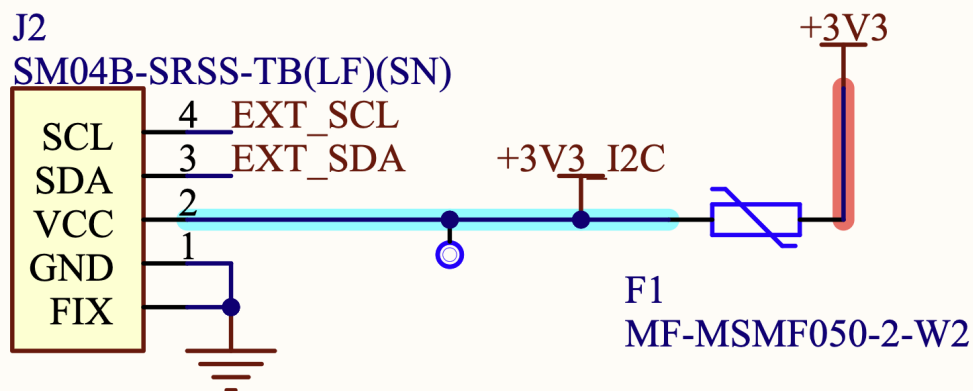 J2
SM04B-SRSS-TB(LF)(SN)
+3V3
SCL 4 EXT_SCL
SDA 3 EXT_SDA
+3V3_I2C
VCC 2
GND 1
FIX
F1
MF-MSMF050-2-W2